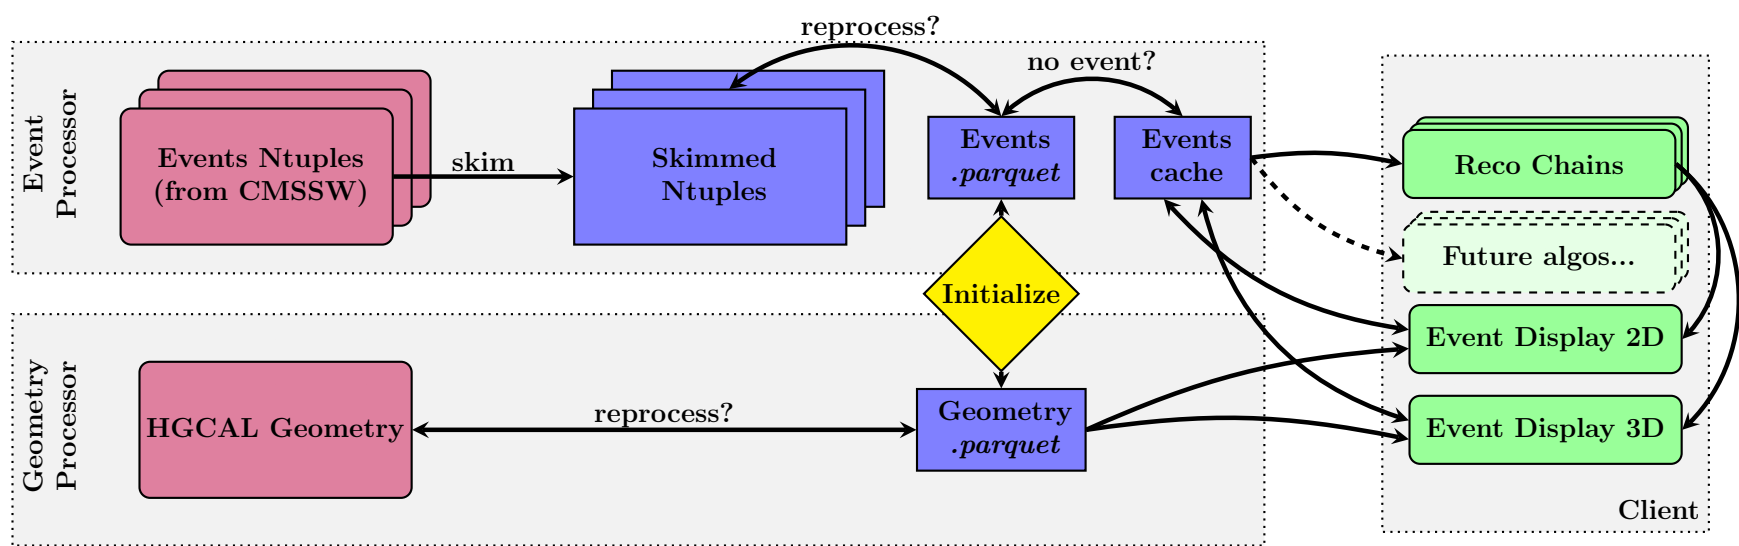 reprocess?
no event?
Event
Processor
Events Ntuples
(from CMSSW)
skim
Skimmed
Ntuples
Events
.parquet
Events
cache
Reco Chains
Future algos...
Initialize
Event Display 2D
Geometry
Processor
HGCAL Geometry
reprocess?
Geometry
.parquet
Event Display 3D
Client